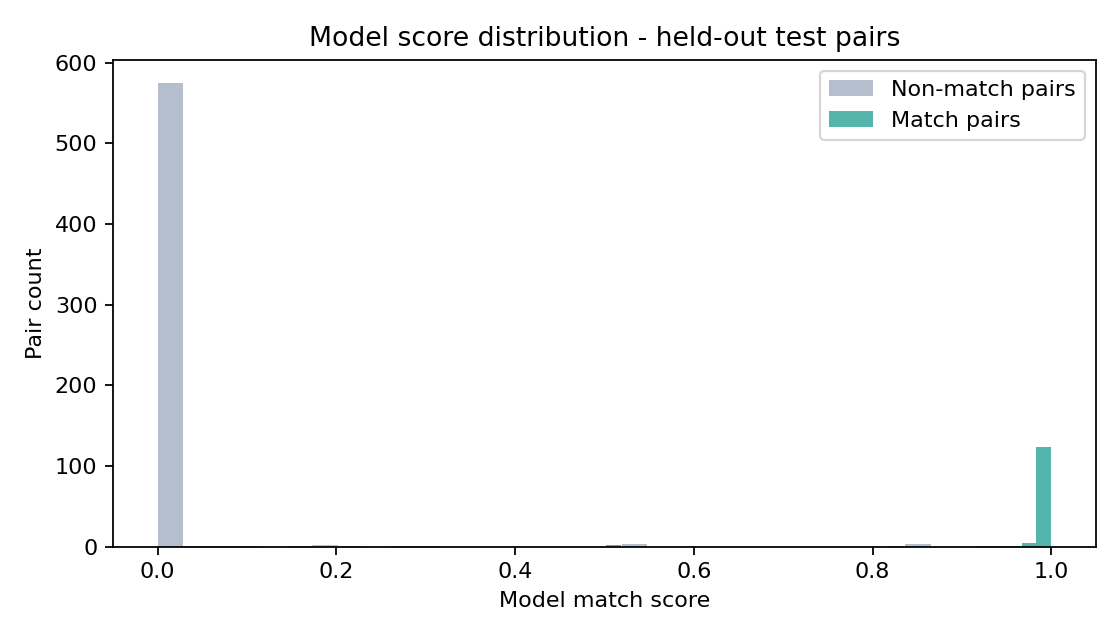 Model score distribution - held-out test pairs
Non-match pairs
Match pairs
Pair count
600
500
400
300
200
100
0
0.0 0.2 0.4 0.6 0.8 1.0
Model match score